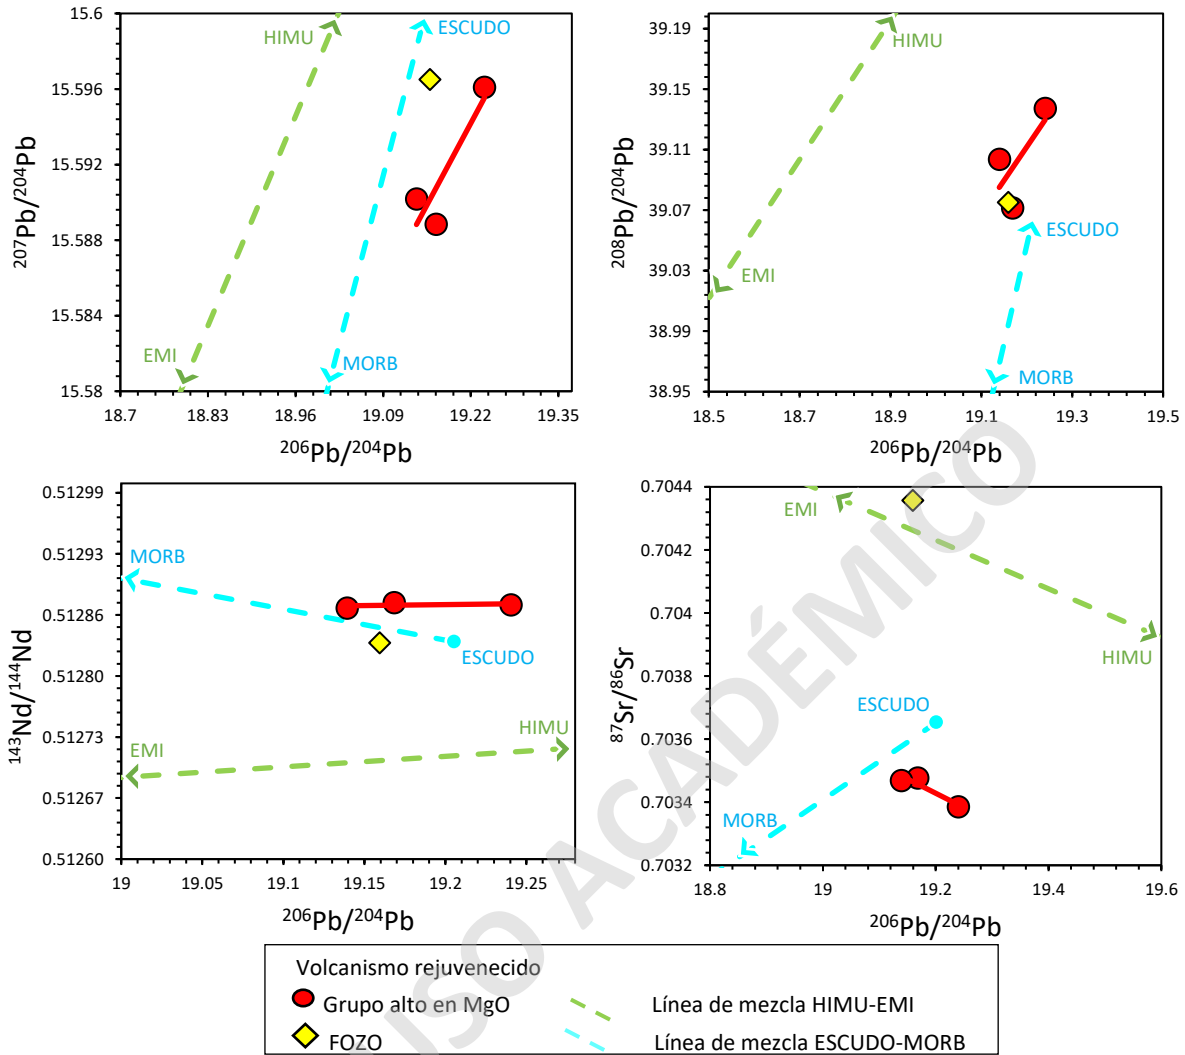 15.6
15.596
15.592
15.588
15.584
15.58
207Pb/204Pb
HIMU
ESCUDO
EMI
MORB
18.7 18.83 18.96 19.09 19.22 19.35
206Pb/204Pb
39.19
39.15
39.11
39.07
39.03
38.99
38.95
208Pb/204Pb
HIMU
EMI
ESCUDO
MORB
18.5 18.7 18.9 19.1 19.3 19.5
206Pb/204Pb
0.51299
0.51293
0.51286
0.51280
0.51273
0.51267
0.51260
143Nd/144Nd
MORB
ESCUDO
HIMU
EMI
19 19.05 19.1 19.15 19.2 19.25
206Pb/204Pb
0.7044
0.7042
0.704
0.7038
0.7036
0.7034
0.7032
87Sr/86Sr
EMI
HIMU
ESCUDO
MORB
18.8 19 19.2 19.4 19.6
206Pb/204Pb
Volcanismo rejuvenecido
Grupo alto en MgO Línea de mezcla HIMU-EMI
FOZO Línea de mezcla ESCUDO-MORB
ISO ACADÉMICO